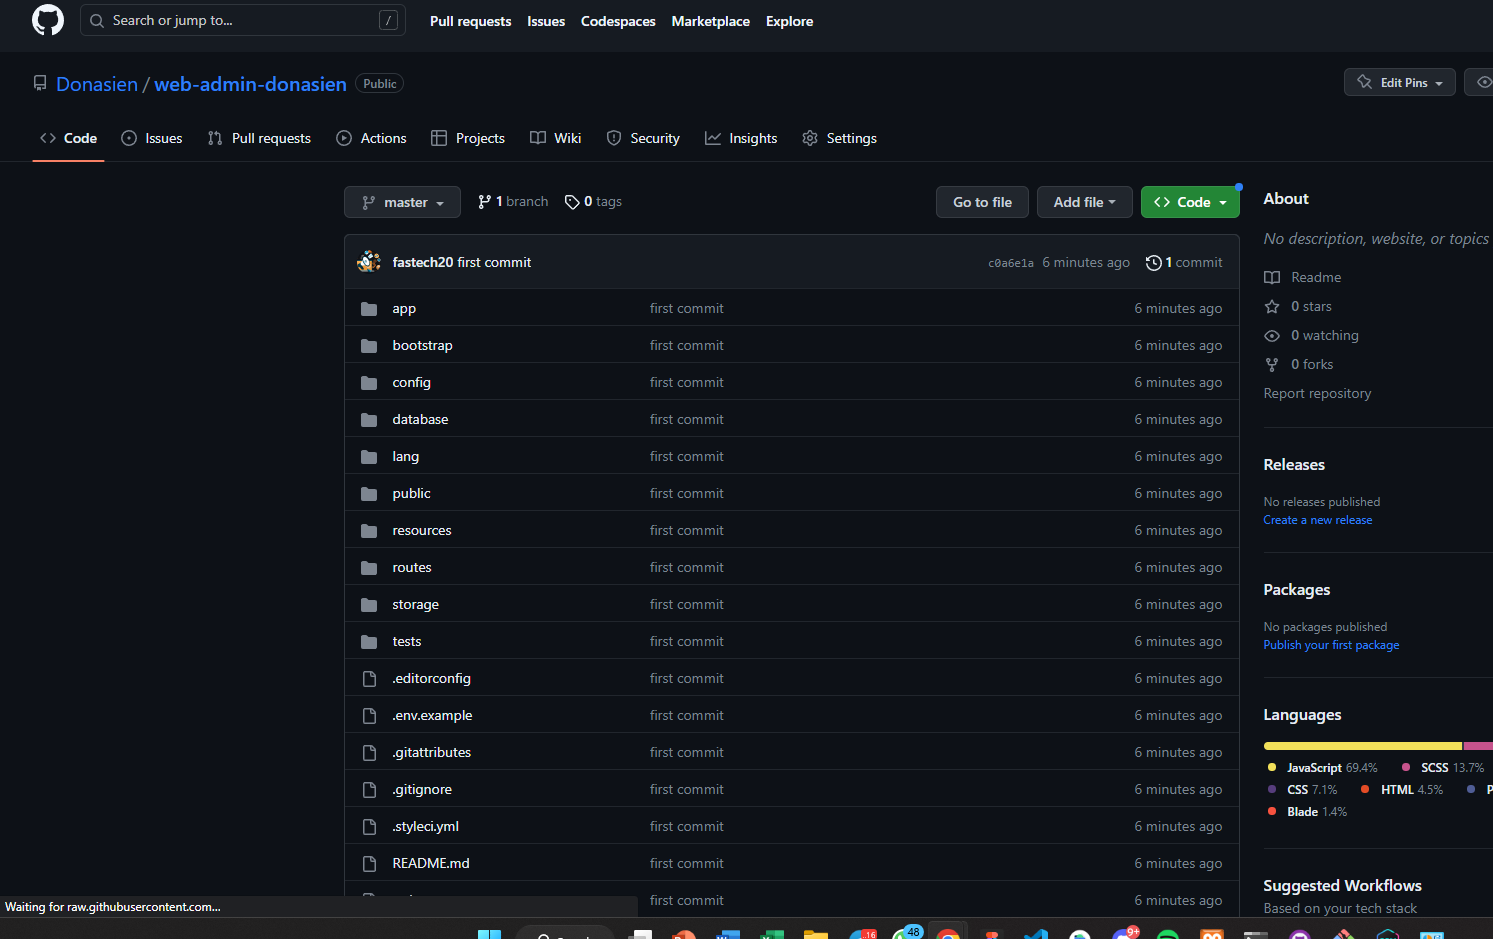 Search or jump to... /
Pull requests Issues Codespaces Marketplace Explore
Donasien / web-admin-donasien Public
Edit Pins
Code Issues Pull requests Actions Projects Wiki Security Insights Settings
master 1 branch 0 tags Go to file Add file Code
fastech20 first commit c0a6e1a 6 minutes ago 1 commit
app first commit 6 minutes ago
bootstrap first commit 6 minutes ago
config first commit 6 minutes ago
database first commit 6 minutes ago
lang first commit 6 minutes ago
public first commit 6 minutes ago
resources first commit 6 minutes ago
routes first commit 6 minutes ago
storage first commit 6 minutes ago
tests first commit 6 minutes ago
.editorconfig first commit 6 minutes ago
.env.example first commit 6 minutes ago
.gitattributes first commit 6 minutes ago
.gitignore first commit 6 minutes ago
.styleci.yml first commit 6 minutes ago
README.md first commit 6 minutes ago
first commit 6 minutes ago
About
No description, website, or topics
Readme
0 stars
0 watching
0 forks
Report repository
Releases
No releases published
Create a new release
Packages
No packages published
Publish your first package
Languages
JavaScript 69.4% SCSS 13.7%
CSS 7.1% HTML 4.5% P
Blade 1.4%
Suggested Workflows
Based on your tech stack
Waiting for raw.githubusercontent.com...
16 48 9+